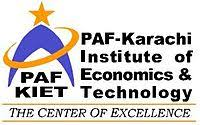 PAF
KIET
PAF-Karachi
Institute of
Economics &
Technology
THE CENTER OF EXCELLENCE